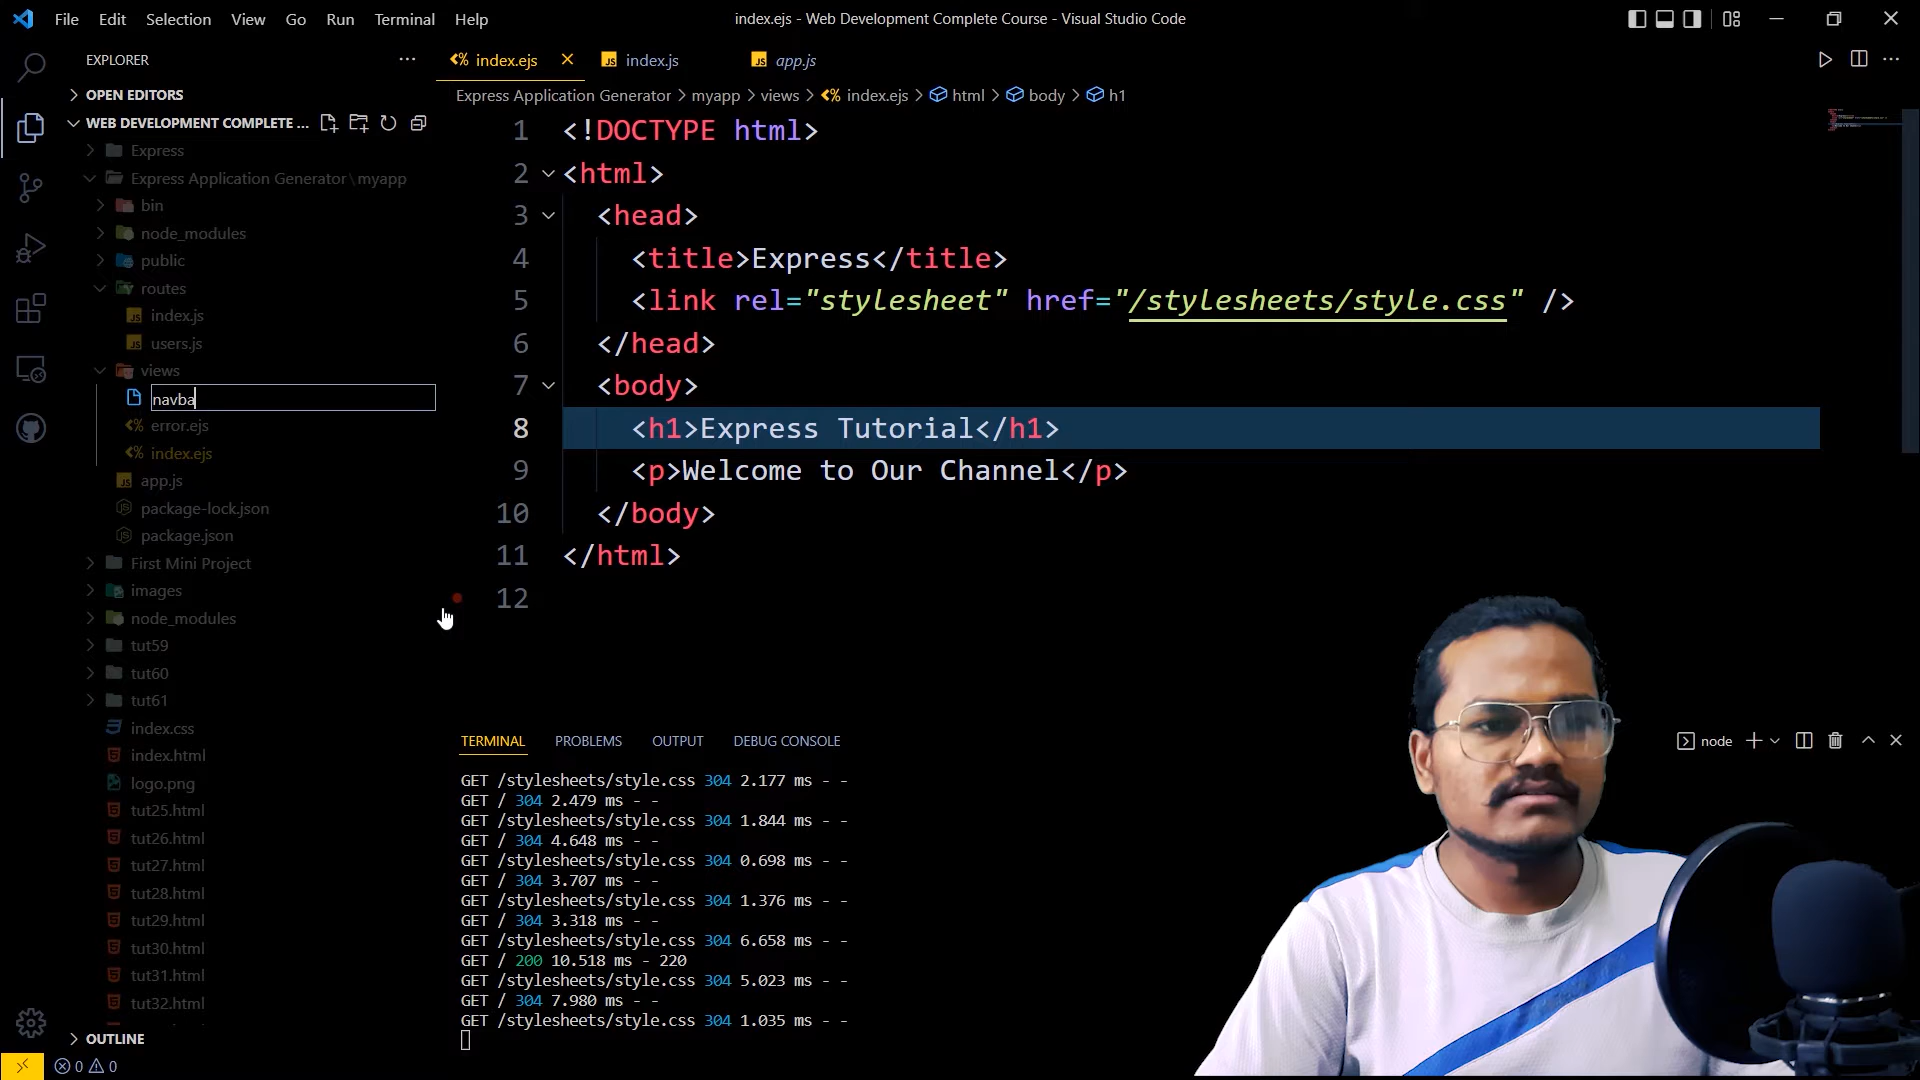 File Edit Selection View Go Run Terminal Help
index.ejs - Web Development Complete Course - Visual Studio Code
EXPLORER
OPEN EDITORS
WEB DEVELOPMENT COMPLETE ...
Express
Express Application Generator \ myapp
bin
node_modules
public
routes
index.js
users.js
views
navba
error.ejs
index.ejs
app.js
package-lock.json
package.json
First Mini Project
images
node_modules
tut59
tut60
tut61
index.css
index.html
logo.png
tut25.html
tut26.html
tut27.html
tut28.html
tut29.html
tut30.html
tut31.html
tut32.html
OUTLINE
0 0
index.ejs index.js app.js
Express Application Generator > myapp > views > index.ejs > html > body > h1
1 <!DOCTYPE html>
2 <html>
3 <head>
4 <title>Express</title>
5 <link rel="stylesheet" href="/stylesheets/style.css" />
6 </head>
7 <body>
8 <h1>Express Tutorial</h1>
9 <p>Welcome to Our Channel</p>
10 </body>
11 </html>
12
TERMINAL PROBLEMS OUTPUT DEBUG CONSOLE
node
GET /stylesheets/style.css 304 2.177 ms - -
GET / 304 2.479 ms - -
GET /stylesheets/style.css 304 1.844 ms - -
GET / 304 4.648 ms - -
GET /stylesheets/style.css 304 0.698 ms - -
GET / 304 3.707 ms - -
GET /stylesheets/style.css 304 1.376 ms - -
GET / 304 3.318 ms - -
GET /stylesheets/style.css 304 6.658 ms - -
GET / 200 10.518 ms - 220
GET /stylesheets/style.css 304 5.023 ms - -
GET / 304 7.980 ms - -
GET /stylesheets/style.css 304 1.035 ms - -